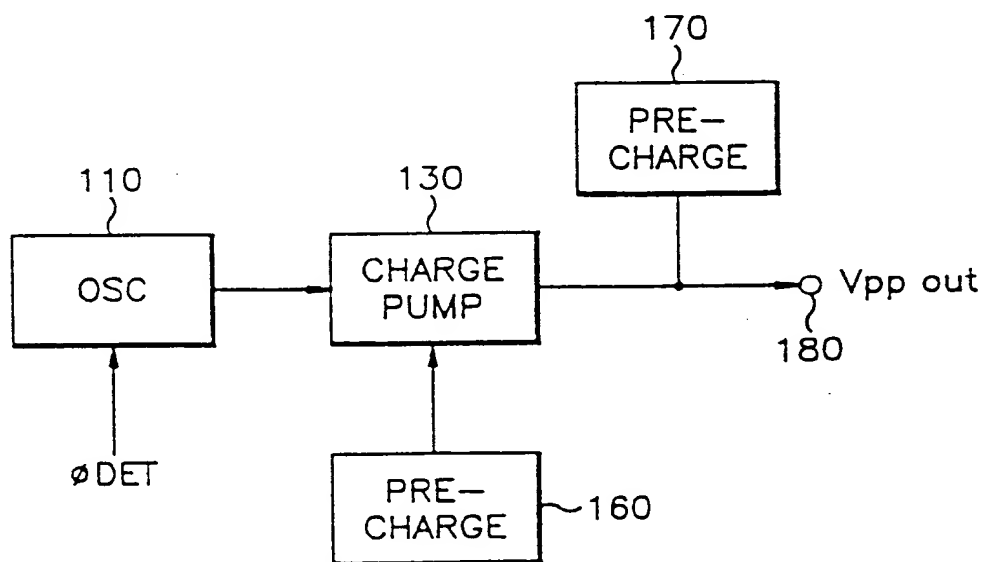 170
PRE-
CHARGE
110
130
OSC
CHARGE
PUMP
Vpp out
180
øDET
PRE-
CHARGE
160